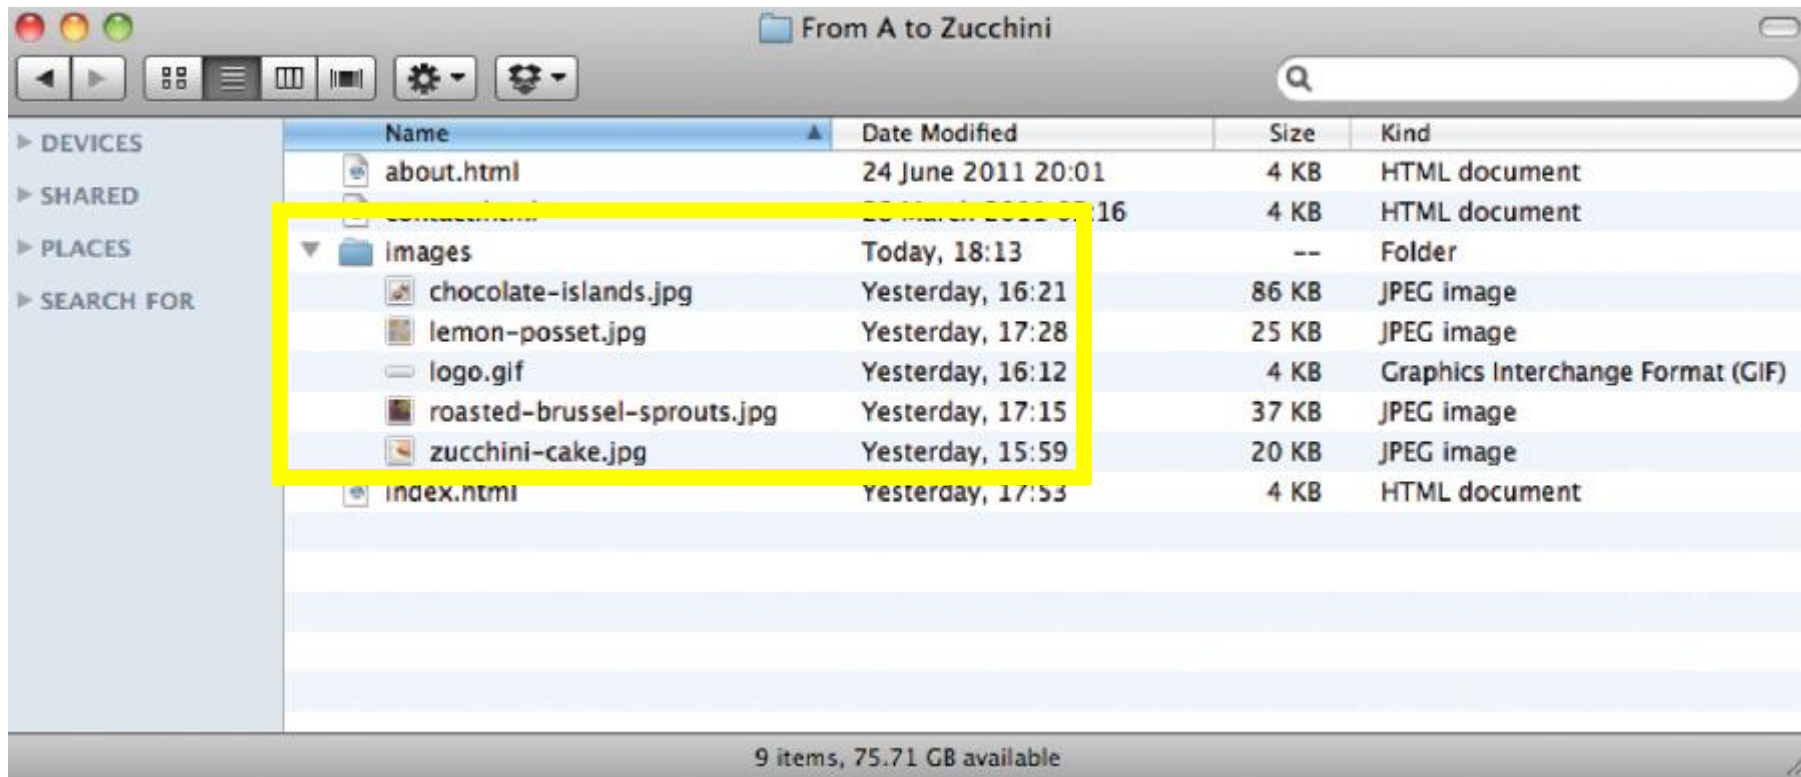 From A to Zucchini
DEVICES
SHARED
PLACES
SEARCH FOR
Name Date Modified Size Kind
about.html 24 June 2011 20:01 4 KB HTML document
contact.html March 2011 :16 4 KB HTML document
images Today, 18:13 -- Folder
chocolate-islands.jpg Yesterday, 16:21 86 KB JPEG image
lemon-posset.jpg Yesterday, 17:28 25 KB JPEG image
logo.gif Yesterday, 16:12 4 KB Graphics Interchange Format (GIF)
roasted-brussel-sprouts.jpg Yesterday, 17:15 37 KB JPEG image
zucchini-cake.jpg Yesterday, 15:59 20 KB JPEG image
index.html Yesterday, 17:53 4 KB HTML document
9 items, 75.71 GB available